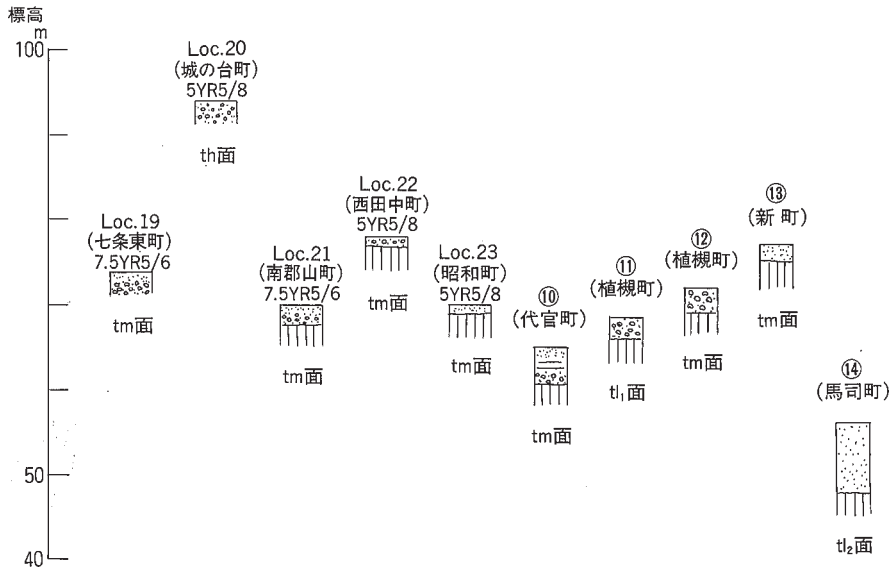 標高
m
100
50
40
Loc.19
(七条東町)
7.5YR5/6
tm面
Loc.20
(城の台町)
5YR5/8
th面
Loc.21
(南郡山町)
7.5YR5/6
tm面
Loc.22
(西田中町)
5YR5/8
tm面
Loc.23
(昭和町)
5YR5/8
tm面
⑩
(代官町)
tm面
⑪
(植槻町)
tl₁面
⑫
(植槻町)
tm面
⑬
(新町)
tm面
⑭
(馬司町)
tl₂面